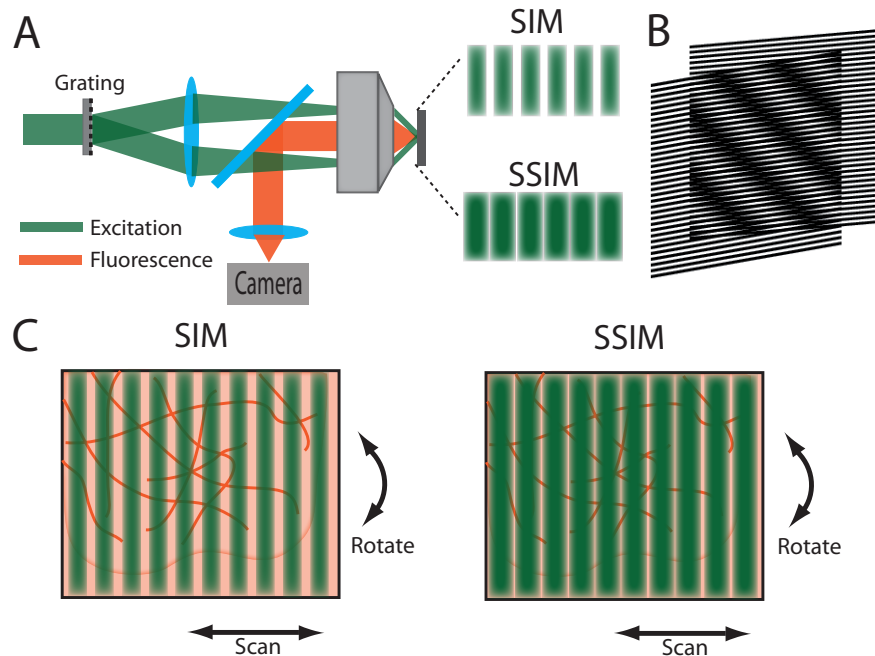 A
SIM
B
Grating
SSIM
Excitation
Fluorescence
Camera
C
SIM
SSIM
Rotate
Rotate
Scan
Scan